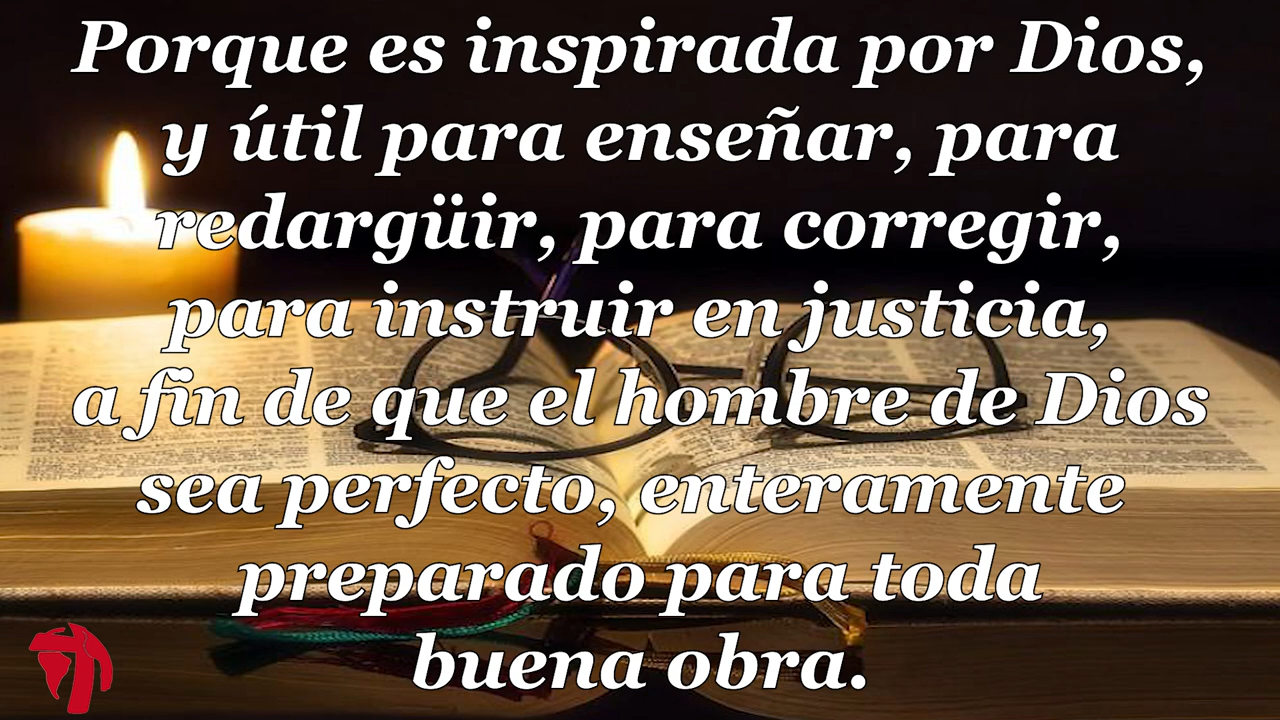 Porque es inspirada por Dios,
y útil para enseñar, para
redargüir, para corregir,
para instruir en justicia,
a fin de que el hombre de Dios
sea perfecto, enteramente
preparado para toda
buena obra.